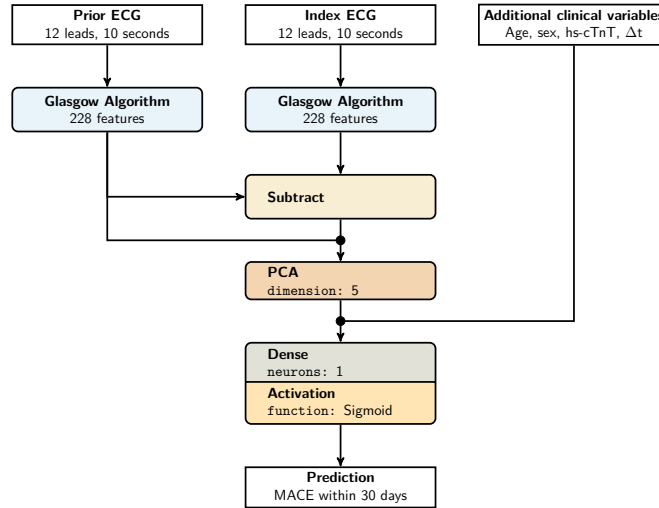 Prior ECG
12 leads, 10 seconds
Index ECG
12 leads, 10 seconds
Additional clinical variables
Age, sex, hs-cTnT, Δt
Glasgow Algorithm
228 features
Glasgow Algorithm
228 features
Subtract
PCA
dimension: 5
Dense
neurons: 1
Activation
function: Sigmoid
Prediction
MACE within 30 days